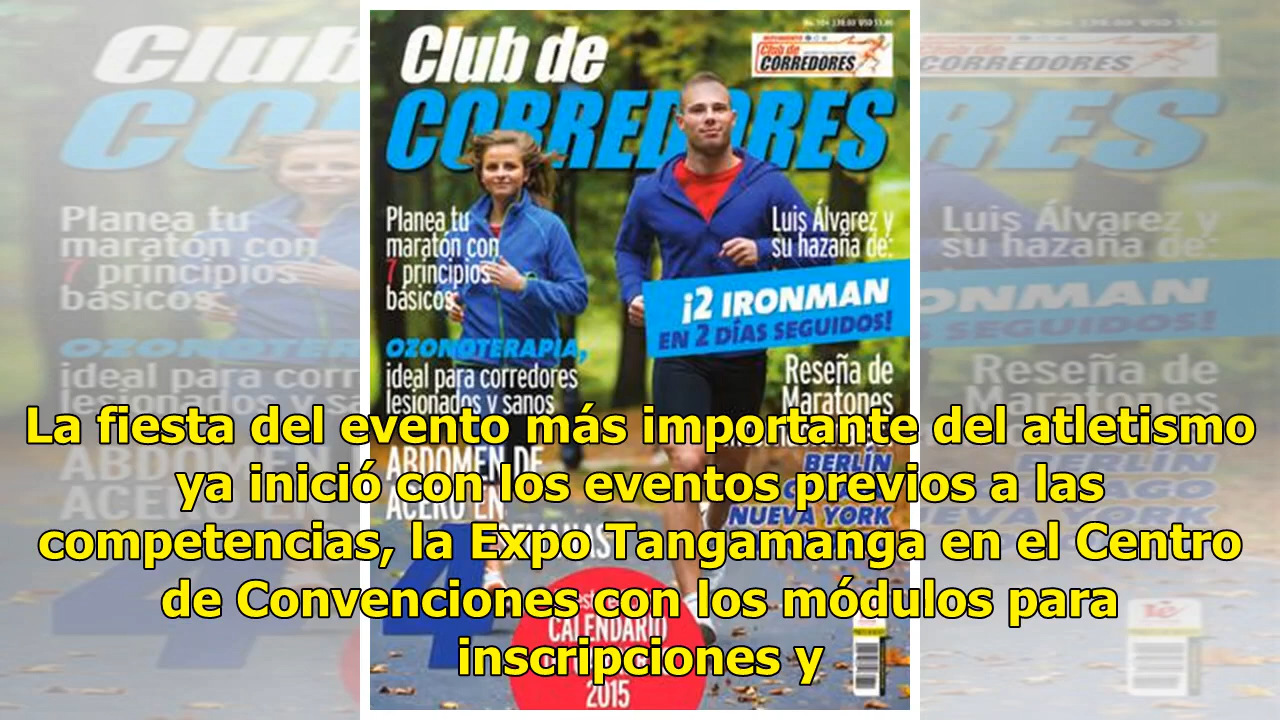 Club de
CORREDORES
Club de
CORREDORES
Planea tu
maratón con
7 principios
básicos
Luis Álvarez y
su hazaña de:
¡2 IRONMAN
EN 2 DÍAS SEGUIDOS!
OZONOTERAPIA,
ideal para corredores
lesionados y sanos
Reseña de
Maratones
BERLÍN
NUEVA YORK
ABDOMEN DE
ACERO EN
4
CALENDARIO
2015
La fiesta del evento más importante del atletismo
ya inició con los eventos previos a las
competencias, la Expo Tangamanga en el Centro
de Convenciones con los módulos para
inscripciones y